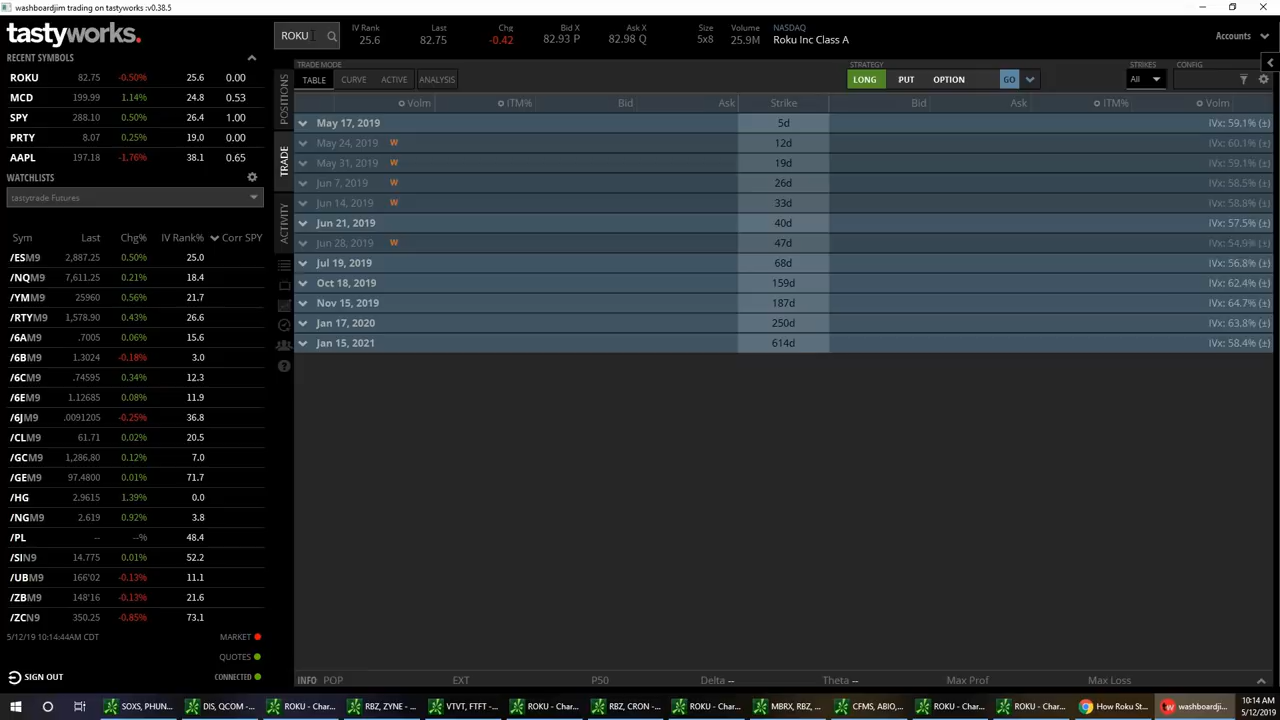 washboardjim trading on tastyworks :v0.38.5
tastyworks.
ROKU
IV Rank
25.6
Last
82.75
Chg
-0.42
Bid X
82.93 P
Ask X
82.98 Q
Size
5x8
Volume
25.9M
NASDAQ
Roku Inc Class A
Accounts
RECENT SYMBOLS
ROKU 82.75 -0.50% 25.6 0.00
MCD 199.99 1.14% 24.8 0.53
SPY 288.10 0.50% 26.4 1.00
PRTY 8.07 0.25% 19.0 0.00
AAPL 197.18 -1.76% 38.1 0.65
WATCHLISTS
tastytrade Futures
Sym Last Chg% IV Rank% Corr SPY
/ESM9 2,887.25 0.50% 25.0
/NQM9 7,611.25 0.21% 18.4
/YMM9 25960 0.56% 21.7
/RTYM9 1,578.90 0.43% 26.6
/6AM9 .7005 0.06% 15.6
/6BM9 1.3024 -0.18% 3.0
/6CM9 .74595 0.34% 12.3
/6EM9 1.12685 0.08% 11.9
/6JM9 .0091205 -0.25% 36.8
/CLM9 61.71 0.02% 20.5
/GCM9 1,286.80 0.12% 7.0
/GEM9 97.4800 0.01% 71.7
/HG 2.9615 1.39% 0.0
/NGM9 2.619 0.92% 3.8
/PL -- --% 48.4
/SIN9 14.775 0.01% 52.2
/UBM9 166'02 -0.13% 11.1
/ZBM9 148'16 -0.13% 21.6
/ZCN9 350.25 -0.85% 73.1
5/12/19 10:14:44AM CDT
MARKET
QUOTES
SIGN OUT
CONNECTED
POSITIONS
TRADE
ACTIVITY
TRADE MODE
TABLE CURVE ACTIVE ANALYSIS
STRATEGY
LONG PUT OPTION GO
STRIKES
All
CONFIG
Volm ITM% Bid Ask Strike Bid Ask ITM% Volm
May 17, 2019 5d IVx: 59.1% (±)
May 24, 2019 W 12d IVx: 60.1% (±)
May 31, 2019 W 19d IVx: 59.1% (±)
Jun 7, 2019 W 26d IVx: 58.5% (±)
Jun 14, 2019 W 33d IVx: 58.8% (±)
Jun 21, 2019 40d IVx: 57.5% (±)
Jun 28, 2019 W 47d IVx: 54.9% (±)
Jul 19, 2019 68d IVx: 56.8% (±)
Oct 18, 2019 159d IVx: 62.4% (±)
Nov 15, 2019 187d IVx: 64.7% (±)
Jan 17, 2020 250d IVx: 63.8% (±)
Jan 15, 2021 614d IVx: 58.4% (±)
INFO POP EXT P50 Delta -- Theta -- Max Prof Max Loss
SOXS, PHUN...
DIS, QCOM - ...
ROKU - Char...
RBZ, ZYNE - ...
VTVT, FTFT - ...
ROKU - Char...
RBZ, CRON - ...
ROKU - Char...
MBRX, RBZ, ...
CFMS, ABIO,...
ROKU - Char...
ROKU - Char...
How Roku St...
washboardji...
10:14 AM
5/12/2019